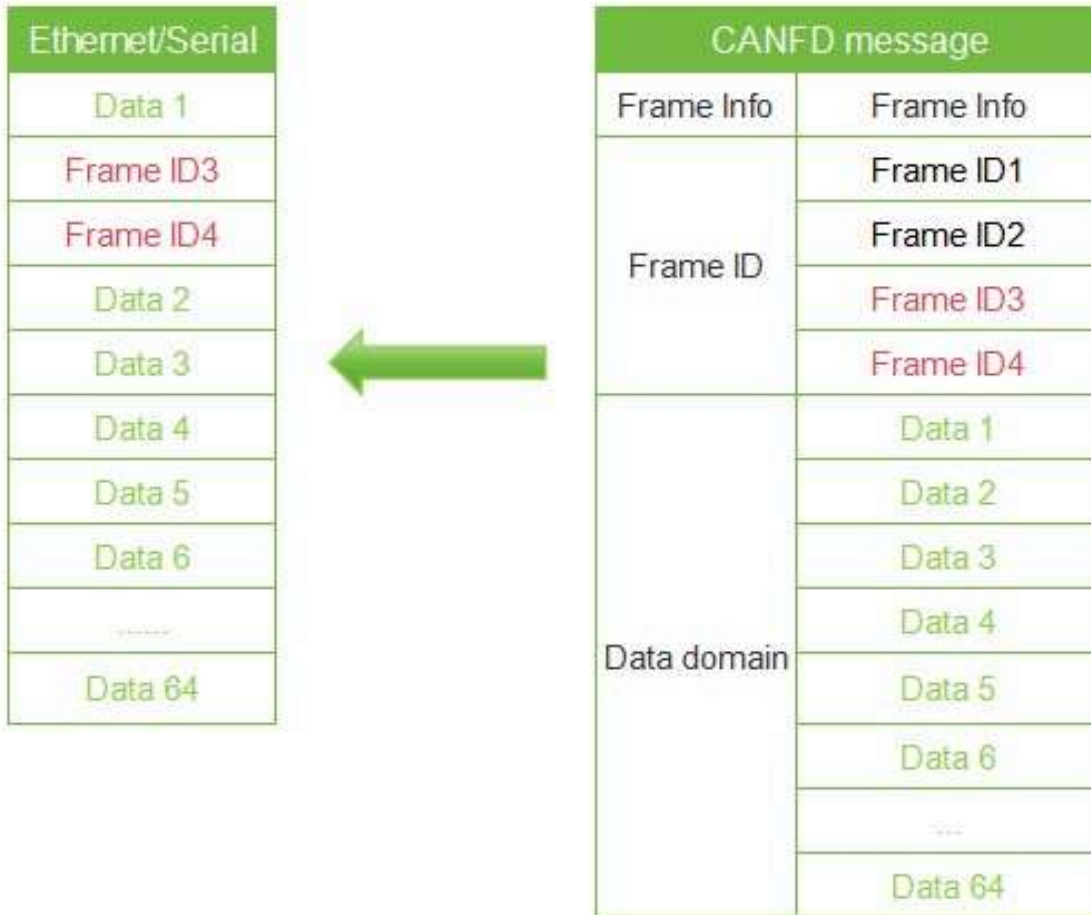 Ethernet/Serial
Data 1
Frame ID3
Frame ID4
Data 2
Data 3
Data 4
Data 5
Data 6
......
Data 64
CANFD message
Frame Info
Frame Info
Frame ID
Frame ID1
Frame ID2
Frame ID3
Frame ID4
Data domain
Data 1
Data 2
Data 3
Data 4
Data 5
Data 6
...
Data 64